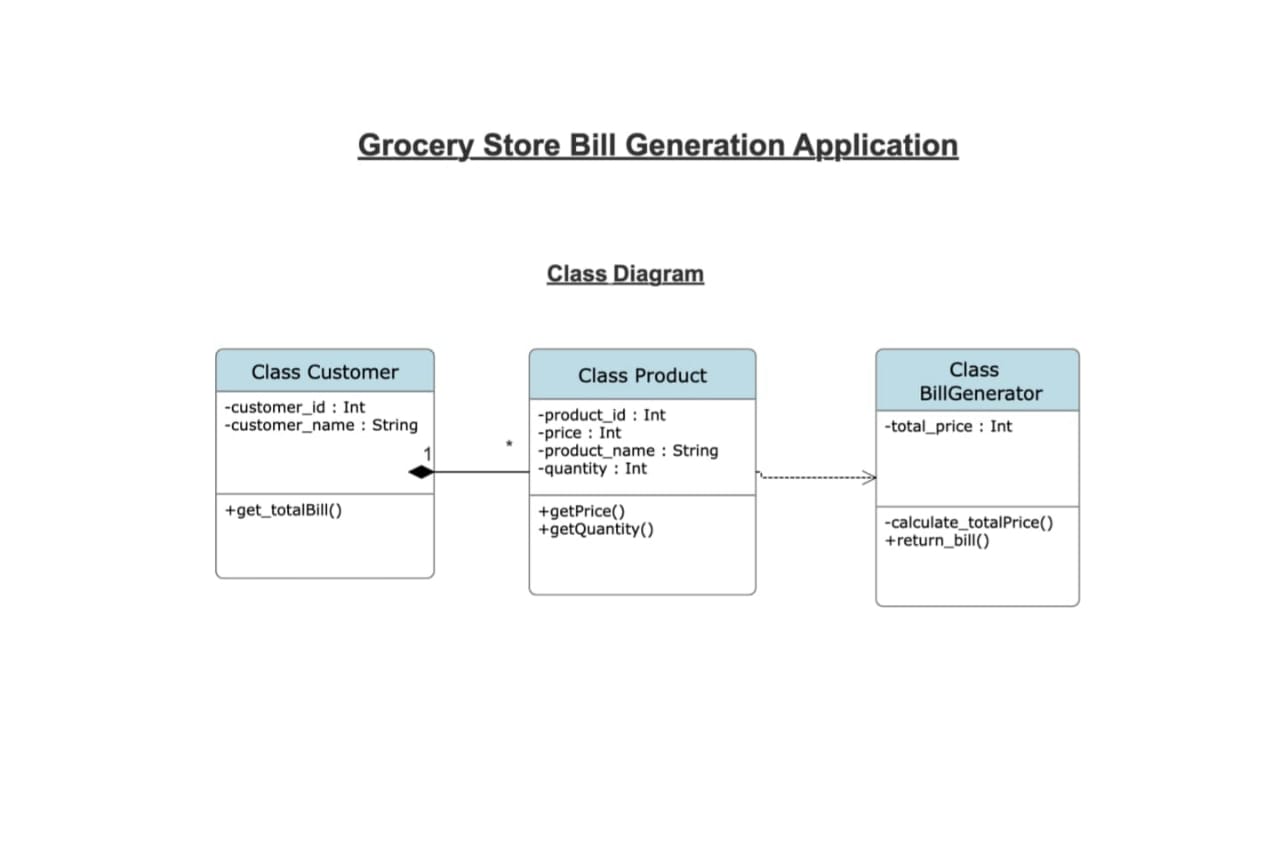 Grocery Store Bill Generation Application
Class Diagram
Class Customer
-customer_id : Int
-customer_name : String
1
+get_totalBill()
*
Class Product
-product_id : Int
-price : Int
-product_name : String
-quantity : Int
+getPrice()
+getQuantity()
Class
BillGenerator
-total_price : Int
-calculate_totalPrice()
+return_bill()